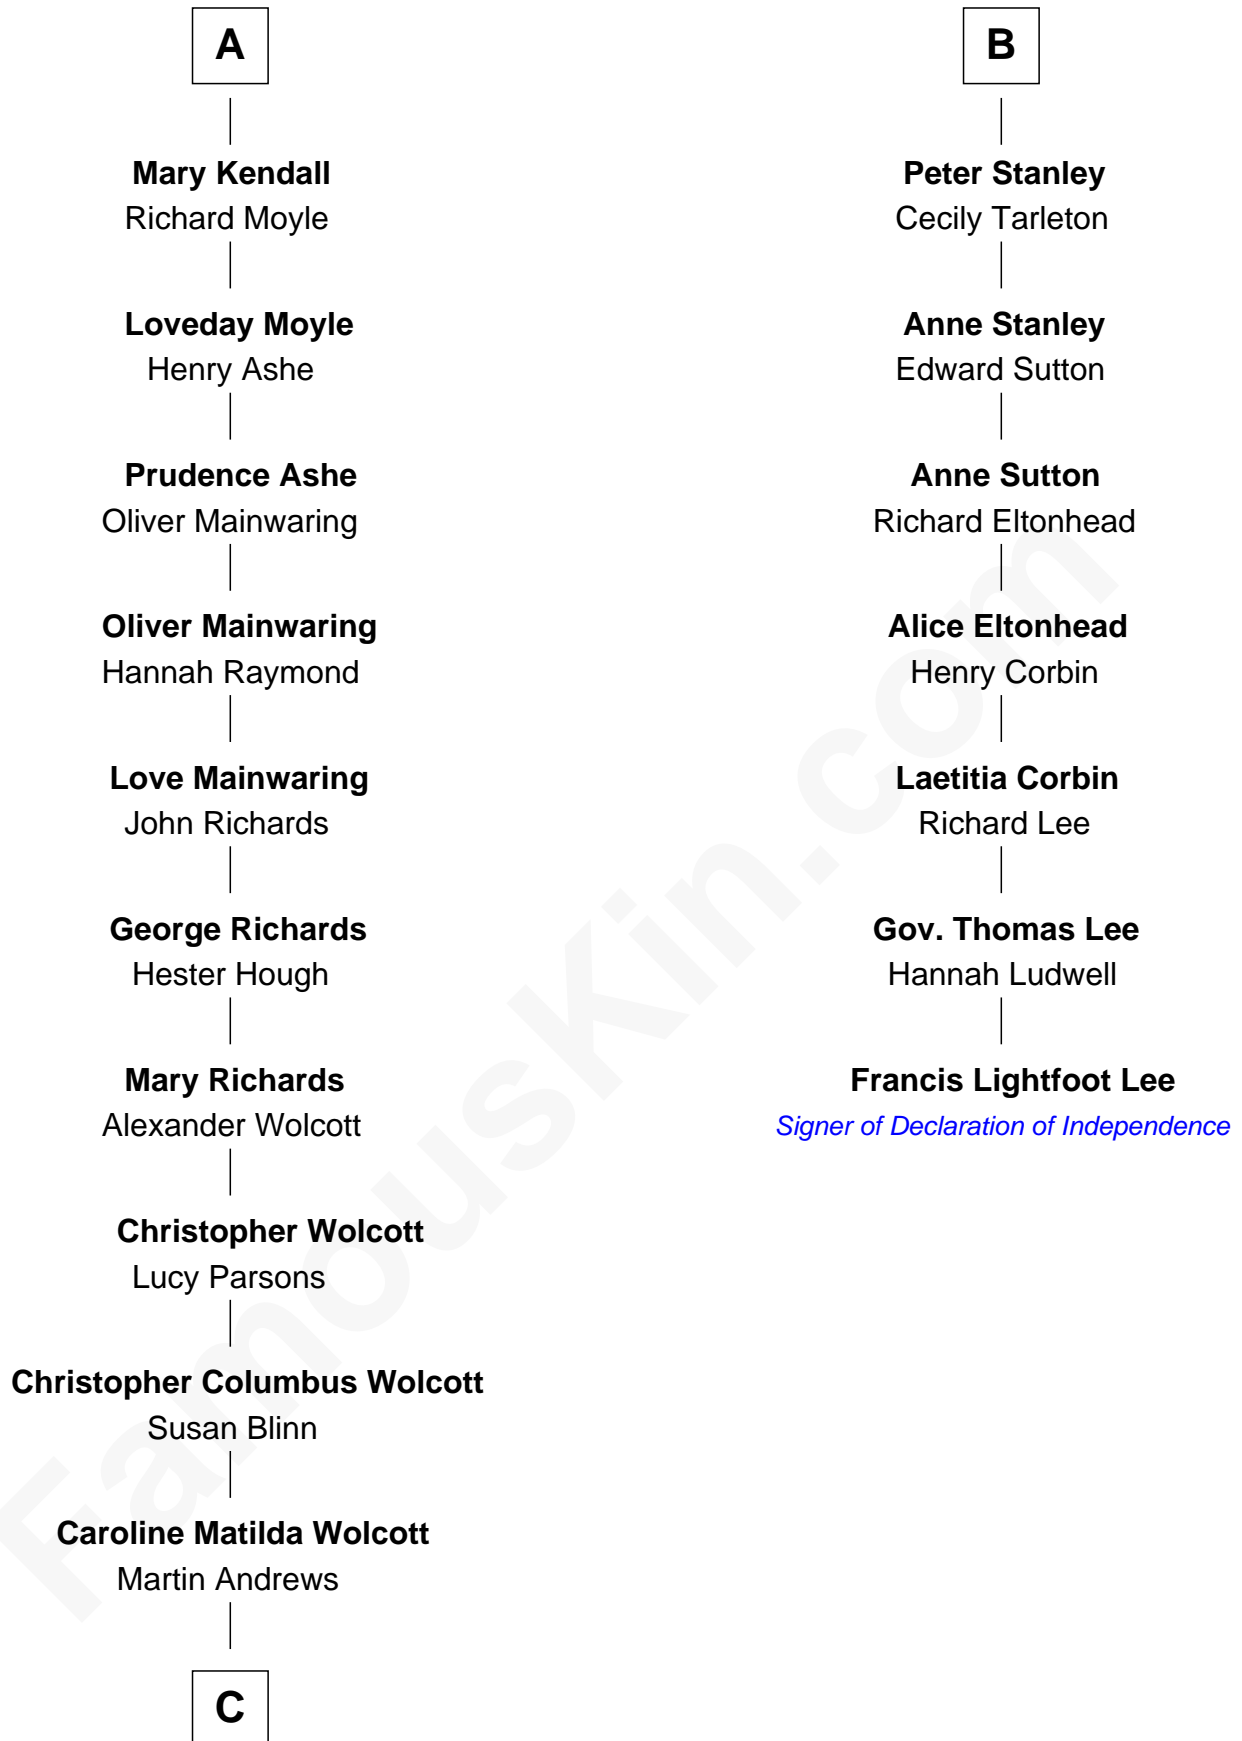 A
Mary Kendall
Richard Moyle
Loveday Moyle
Henry Ashe
Prudence Ashe
Oliver Mainwaring
Oliver Mainwaring
Hannah Raymond
Love Mainwaring
John Richards
George Richards
Hester Hough
Mary Richards
Alexander Wolcott
Christopher Wolcott
Lucy Parsons
Christopher Columbus Wolcott
Susan Blinn
Caroline Matilda Wolcott
Martin Andrews
C
B
Peter Stanley
Cecily Tarleton
Anne Stanley
Edward Sutton
Anne Sutton
Richard Eltonhead
Alice Eltonhead
Henry Corbin
Laetitia Corbin
Richard Lee
Gov. Thomas Lee
Hannah Ludwell
Francis Lightfoot Lee
Signer of Declaration of Independence
FamousKin.com